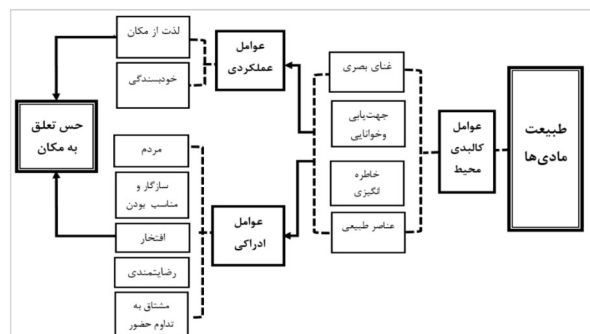 طبیعت
مادی‌ها
عوامل
کالبدی
محیط
غنای بصری
جهت‌یابی
وخوانایی
خاطره
انگیزی
عناصر طبیعی
عوامل
عملکردی
لذت از مکان
خودبسندگی
عوامل
ادراکی
مردم
سازگار و
مناسب بودن
افتخار
رضایتمندی
مشتاق به
تداوم حضور
حس تعلق
به مکان